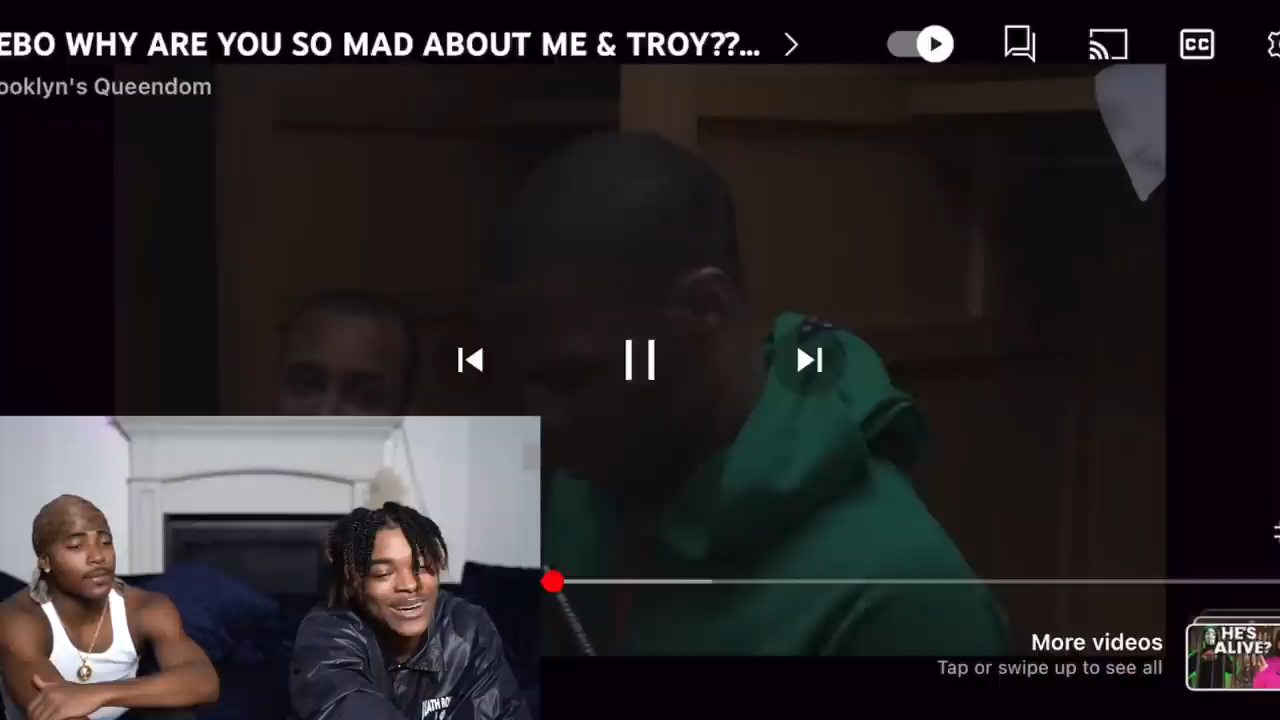 EBO WHY ARE YOU SO MAD ABOUT ME & TROY??...
ooklyn's Queendom
CC
More videos
Tap or swipe up to see all
HE'S
ALIVE?